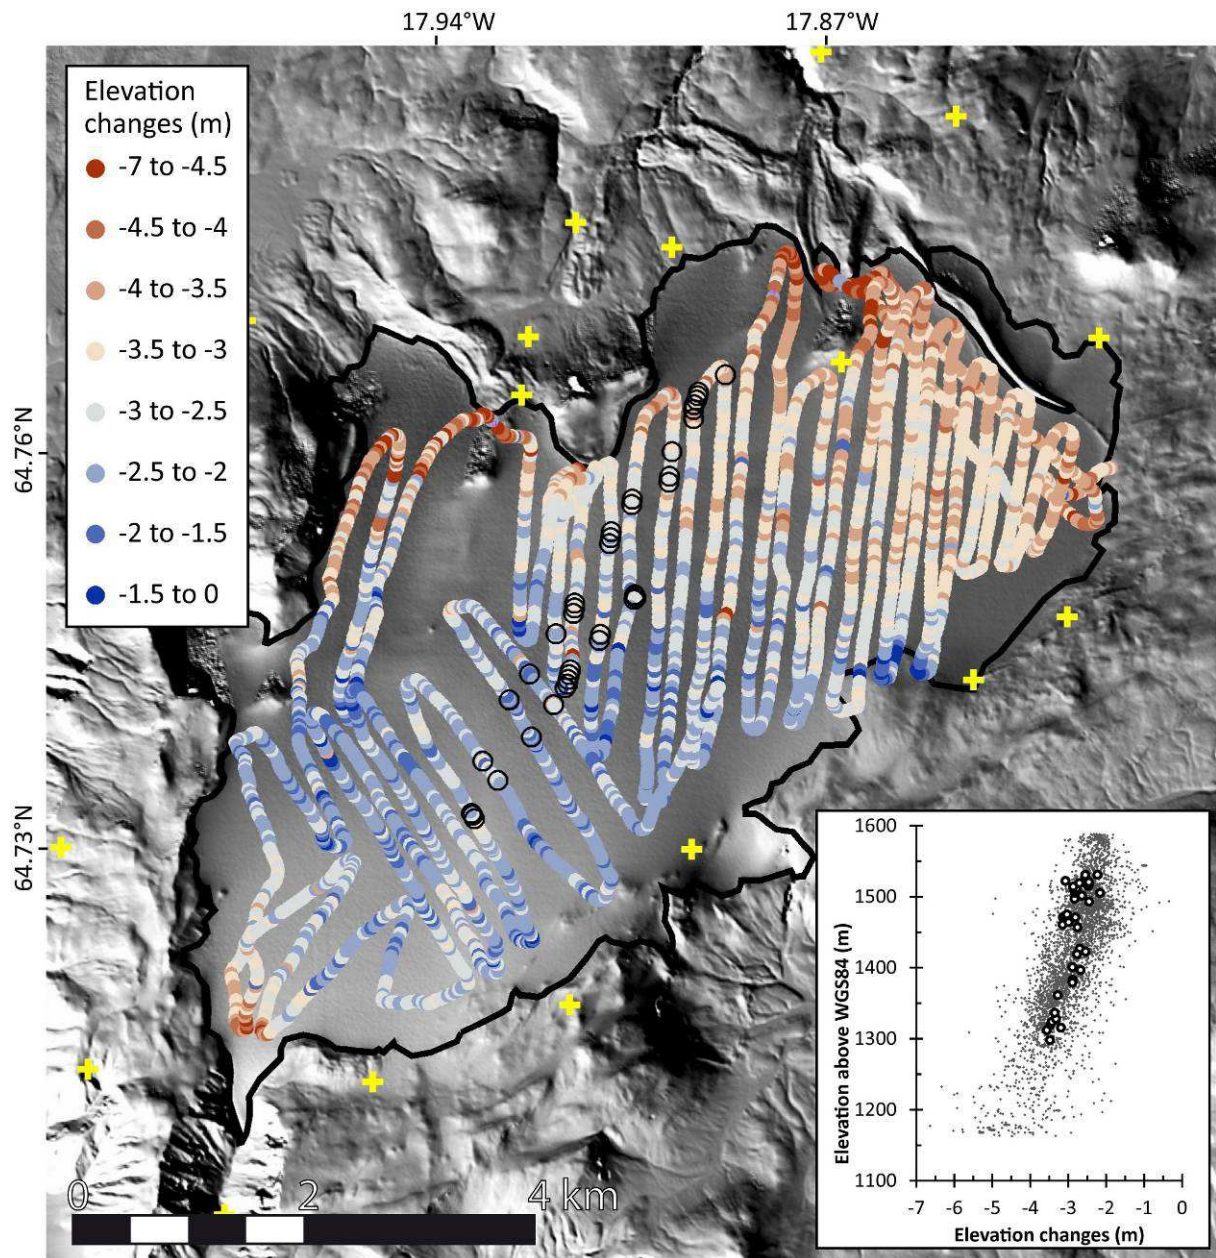 17.94°W
17.87°W
Elevation
changes (m)
-7 to -4.5
-4.5 to -4
-4 to -3.5
-3.5 to -3
-3 to -2.5
-2.5 to -2
-2 to -1.5
-1.5 to 0
64.76°N
64.73°N
0
2
4 km
1600
1500
1400
1300
1200
1100
Elevation above WGS84 (m)
-7
-6
-5
-4
-3
-2
-1
0
Elevation changes (m)